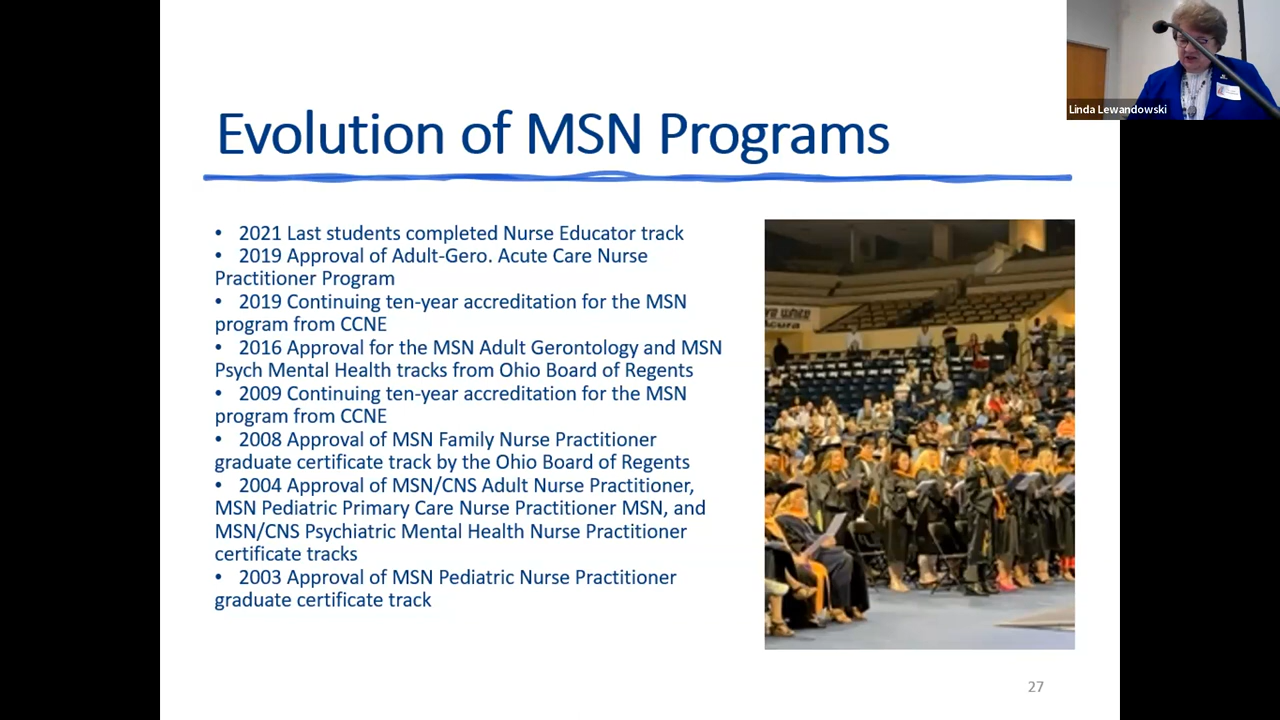 Linda Lewandowski
Evolution of MSN Programs
• 2021 Last students completed Nurse Educator track
• 2019 Approval of Adult-Gero. Acute Care Nurse
Practitioner Program
• 2019 Continuing ten-year accreditation for the MSN
program from CCNE
• 2016 Approval for the MSN Adult Gerontology and MSN
Psych Mental Health tracks from Ohio Board of Regents
• 2009 Continuing ten-year accreditation for the MSN
program from CCNE
• 2008 Approval of MSN Family Nurse Practitioner
graduate certificate track by the Ohio Board of Regents
• 2004 Approval of MSN/CNS Adult Nurse Practitioner,
MSN Pediatric Primary Care Nurse Practitioner MSN, and
MSN/CNS Psychiatric Mental Health Nurse Practitioner
certificate tracks
• 2003 Approval of MSN Pediatric Nurse Practitioner
graduate certificate track
Acura
27